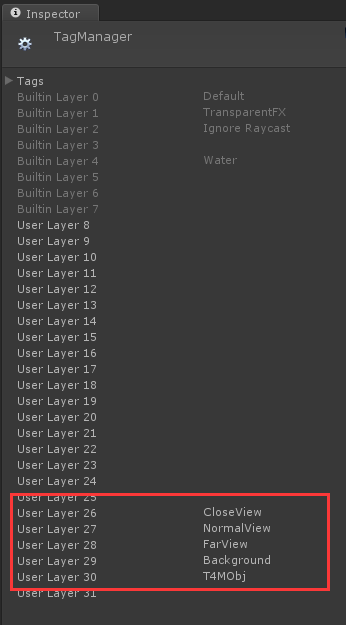 Inspector
TagManager
Tags
Builtin Layer 0 Default
Builtin Layer 1 TransparentFX
Builtin Layer 2 Ignore Raycast
Builtin Layer 3
Builtin Layer 4 Water
Builtin Layer 5
Builtin Layer 6
Builtin Layer 7
User Layer 8
User Layer 9
User Layer 10
User Layer 11
User Layer 12
User Layer 13
User Layer 14
User Layer 15
User Layer 16
User Layer 17
User Layer 18
User Layer 19
User Layer 20
User Layer 21
User Layer 22
User Layer 23
User Layer 24
User Layer 25
User Layer 26 CloseView
User Layer 27 NormalView
User Layer 28 FarView
User Layer 29 Background
User Layer 30 T4MObj
User Layer 31